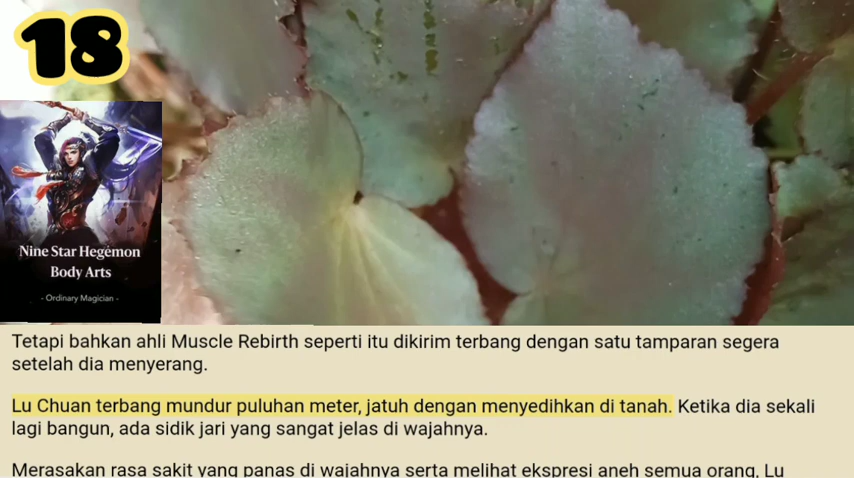 18
Nine Star Hegemon
Body Arts
- Ordinary Magician -
Tetapi bahkan ahli Muscle Rebirth seperti itu dikirim terbang dengan satu tamparan segera
setelah dia menyerang.
Lu Chuan terbang mundur puluhan meter, jatuh dengan menyedihkan di tanah. Ketika dia sekali
lagi bangun, ada sidik jari yang sangat jelas di wajahnya.
Merasakan rasa sakit yang panas di wajahnya serta melihat ekspresi aneh semua orang, Lu